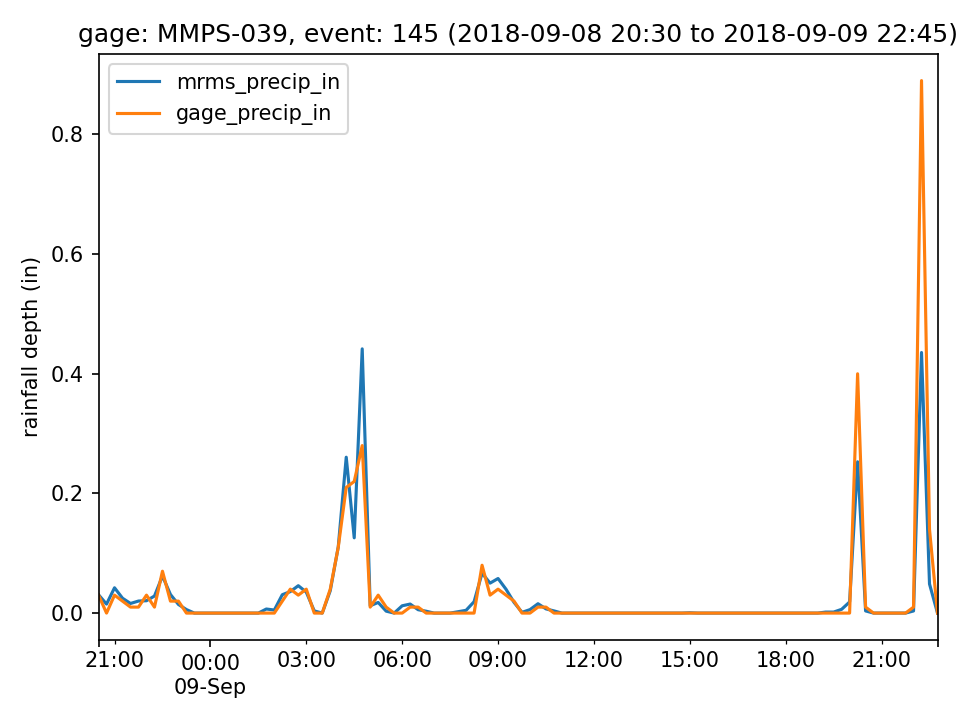 gage: MMPS-039, event: 145 (2018-09-08 20:30 to 2018-09-09 22:45)
mrms_precip_in
gage_precip_in
rainfall depth (in)
0.8
0.6
0.4
0.2
0.0
21:00 00:00 03:00 06:00 09:00 12:00 15:00 18:00 21:00
09-Sep